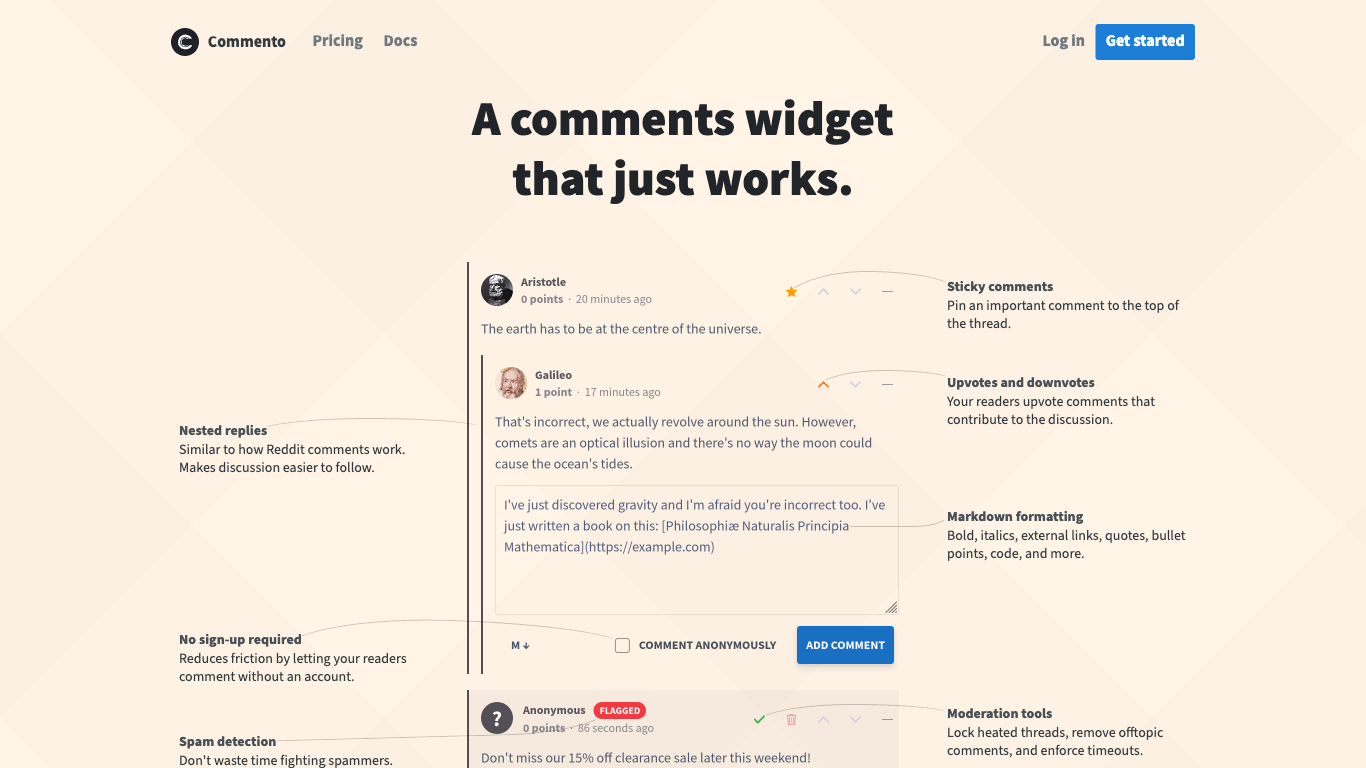 Commento
Pricing
Docs
Log in
Get started
A comments widget
that just works.
Aristotle
0 points · 20 minutes ago
The earth has to be at the centre of the universe.
Sticky comments
Pin an important comment to the top of
the thread.
Galileo
1 point · 17 minutes ago
That's incorrect, we actually revolve around the sun. However,
comets are an optical illusion and there's no way the moon could
cause the ocean's tides.
Upvotes and downvotes
Your readers upvote comments that
contribute to the discussion.
Nested replies
Similar to how Reddit comments work.
Makes discussion easier to follow.
I've just discovered gravity and I'm afraid you're incorrect too. I've
just written a book on this: [Philosophiæ Naturalis Principia
Mathematica](https://example.com)
Markdown formatting
Bold, italics, external links, quotes, bullet
points, code, and more.
No sign-up required
Reduces friction by letting your readers
comment without an account.
M ↓
COMMENT ANONYMOUSLY
ADD COMMENT
?
Anonymous
FLAGGED
0 points · 86 seconds ago
Don't miss our 15% off clearance sale later this weekend!
Moderation tools
Lock heated threads, remove offtopic
comments, and enforce timeouts.
Spam detection
Don't waste time fighting spammers.